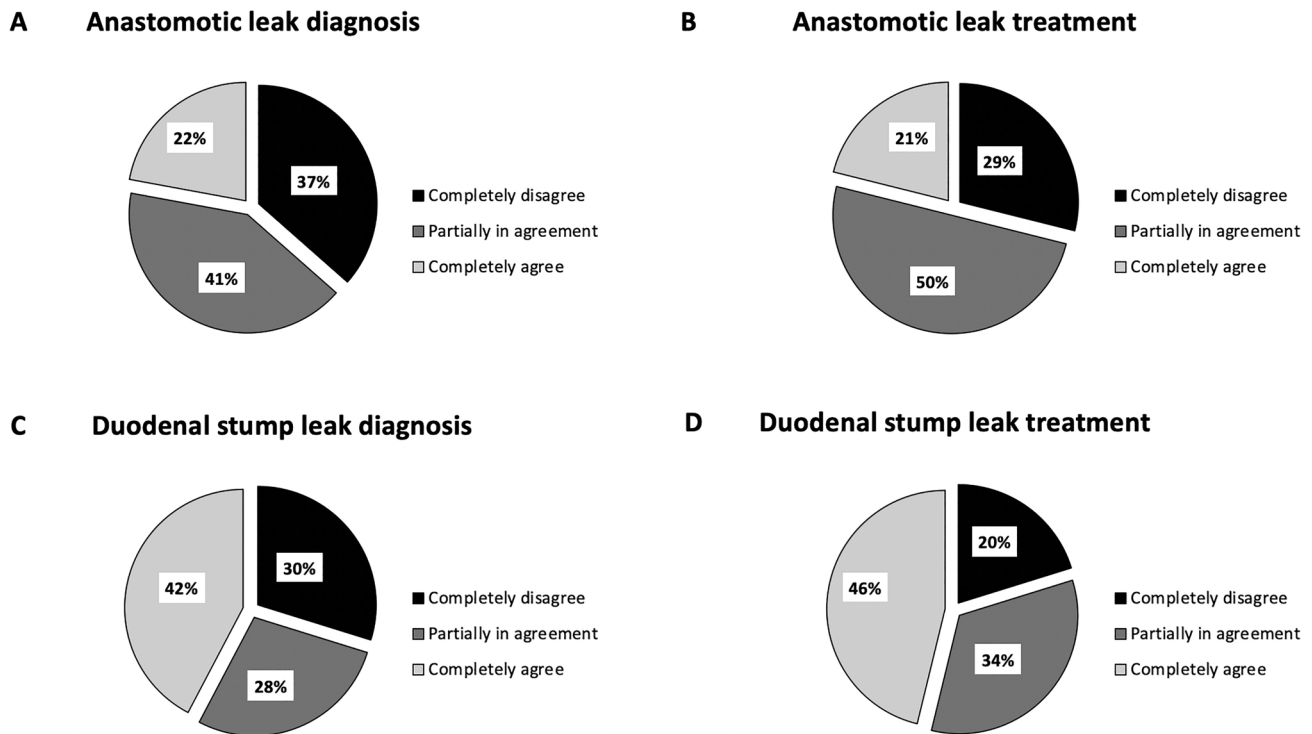 A Anastomotic leak diagnosis
22%
37%
41%
Completely disagree
Partially in agreement
Completely agree
B Anastomotic leak treatment
21%
29%
50%
Completely disagree
Partially in agreement
Completely agree
C Duodenal stump leak diagnosis
30%
42%
28%
Completely disagree
Partially in agreement
Completely agree
D Duodenal stump leak treatment
20%
46%
34%
Completely disagree
Partially in agreement
Completely agree